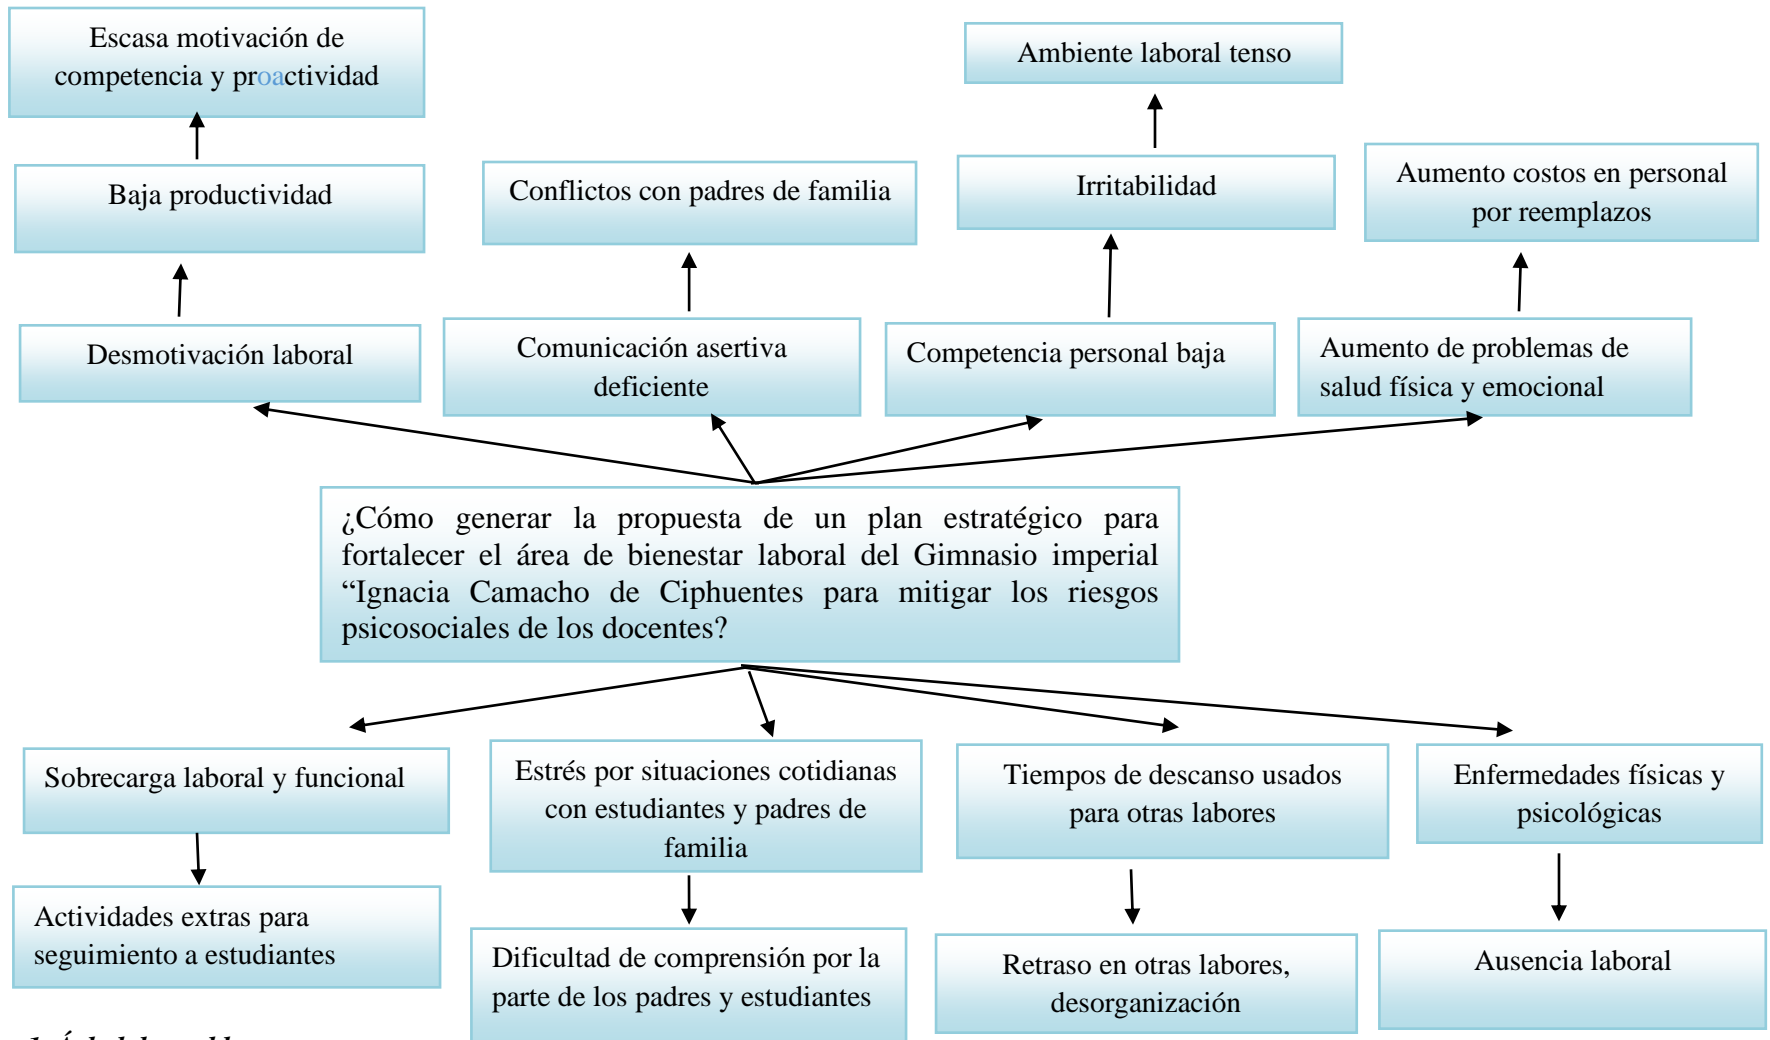 Escasa motivación de
competencia y proactividad
Ambiente laboral tenso
Baja productividad
Conflictos con padres de familia
Irritabilidad
Aumento costos en personal
por reemplazos
Desmotivación laboral
Comunicación asertiva
deficiente
Competencia personal baja
Aumento de problemas de
salud física y emocional
¿Cómo generar la propuesta de un plan estratégico para
fortalecer el área de bienestar laboral del Gimnasio imperial
“Ignacia Camacho de Ciphuentes para mitigar los riesgos
psicosociales de los docentes?
Sobrecarga laboral y funcional
Estrés por situaciones cotidianas
con estudiantes y padres de
familia
Tiempos de descanso usados
para otras labores
Enfermedades físicas y
psicológicas
Actividades extras para
seguimiento a estudiantes
Dificultad de comprensión por la
parte de los padres y estudiantes
Retraso en otras labores,
desorganización
Ausencia laboral